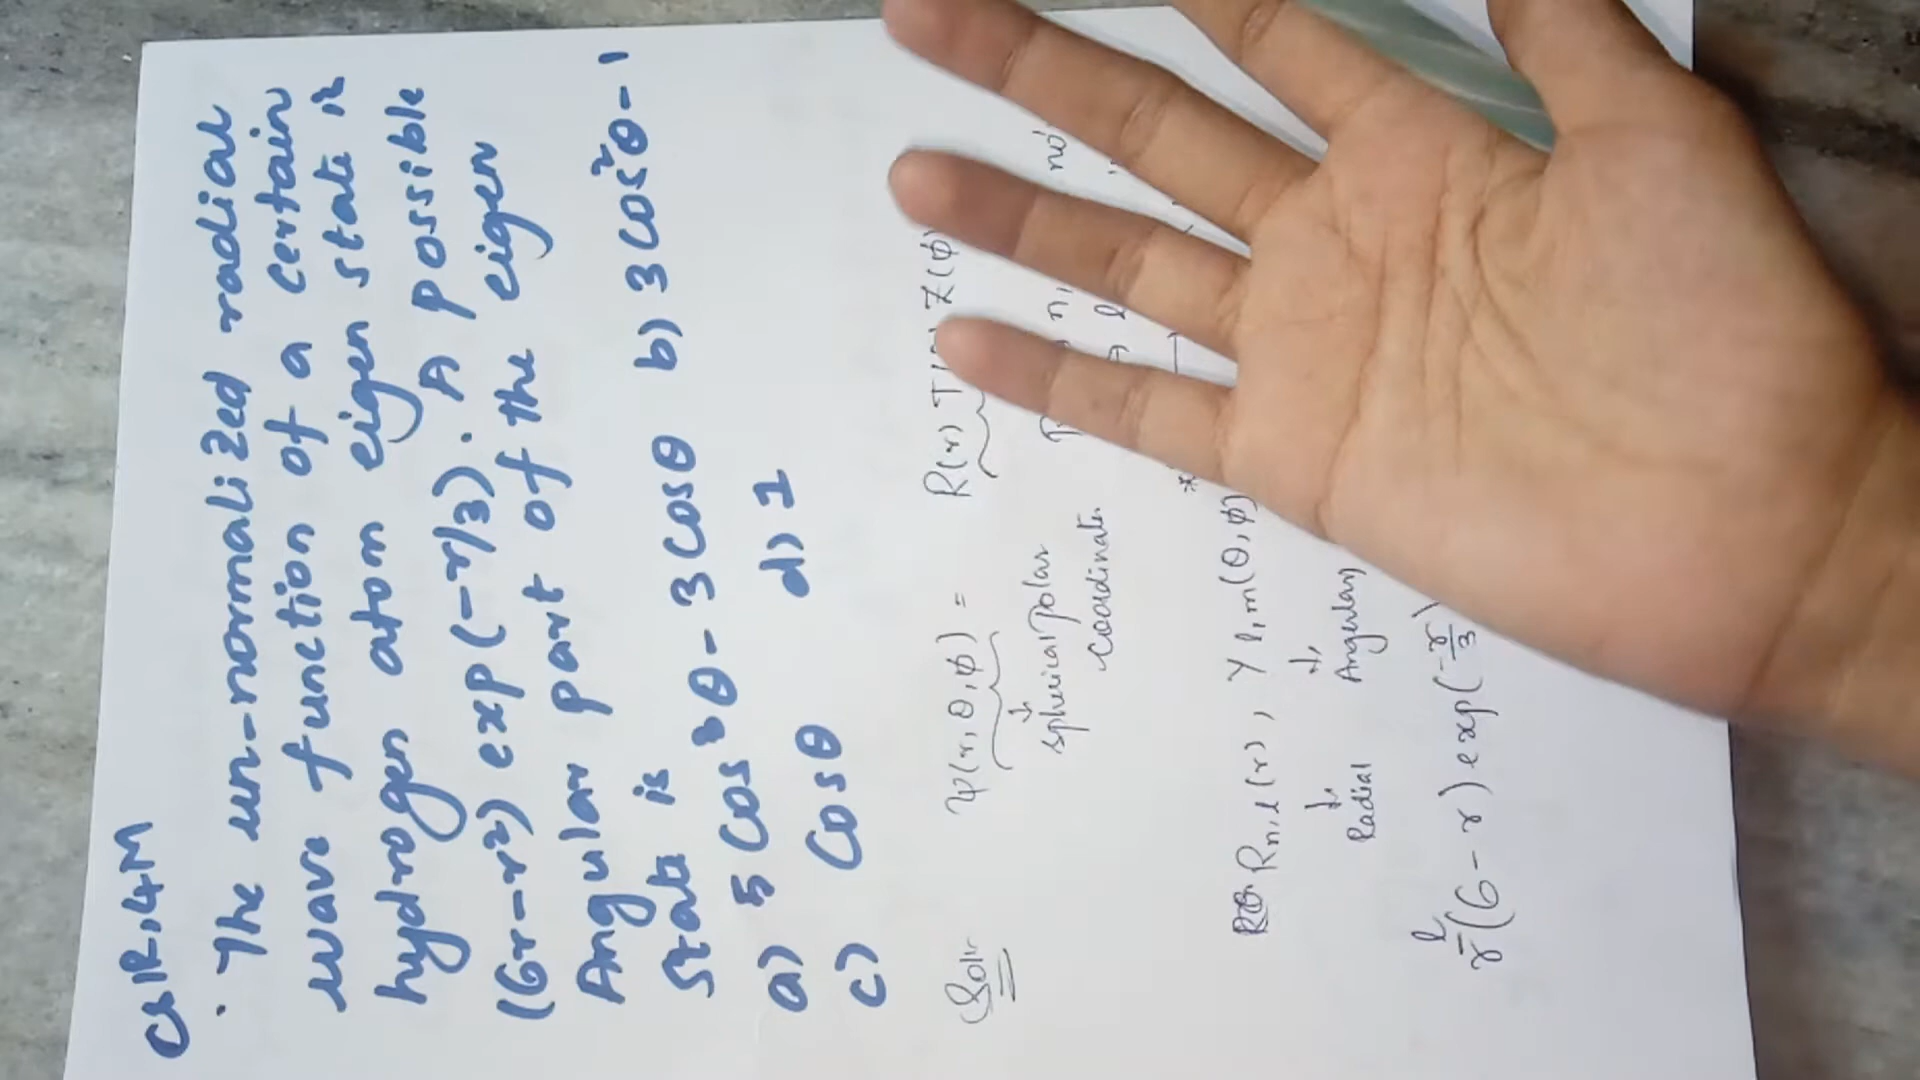 CSIR, 4M
. The un-normalized radial
wave function of a certain
hydrogen atom eigen state is
(6r-r²) exp(-r/3). A possible
Angular part of the eigen
State is
a) 5 Cos³θ - 3 Cosθ b) 3 Cos²θ - 1
c) Cosθ d) 1
Soln ψ(r,θ,φ) = R(r) Z(φ)
spherical polar
coordinate.
Rn,l(r), Y l,m(θ,φ)
Radial Angular
r^l (6-r) exp(-r/3)